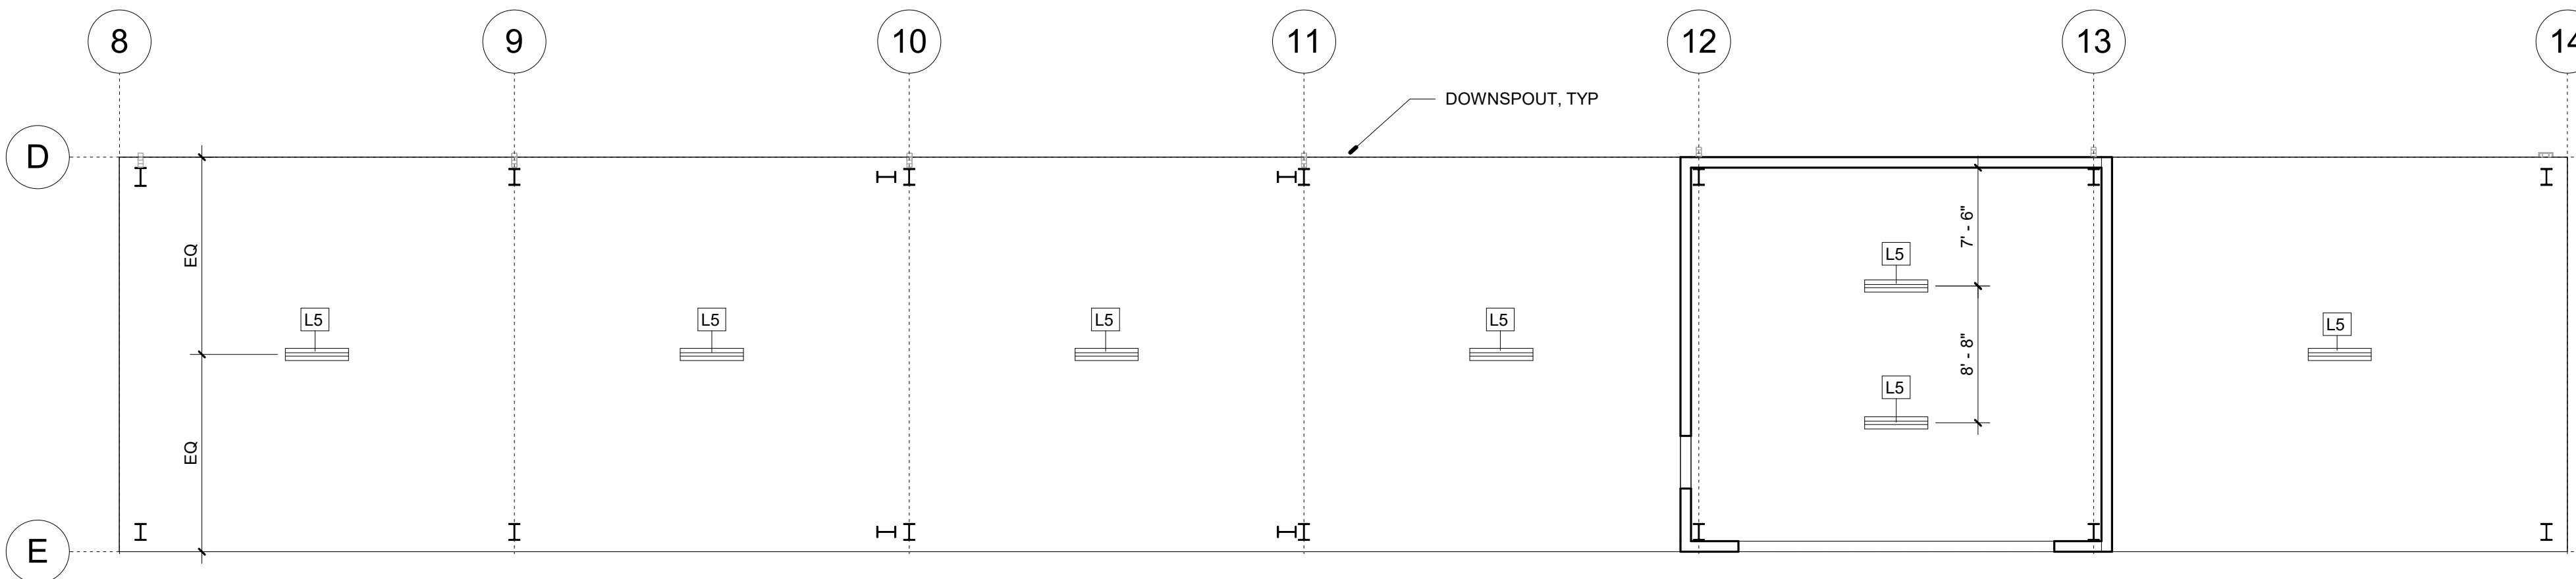 8
9
10
11
12
13
14
DOWNSPOUT, TYP
D
EQ
7' - 6"
L5
L5
L5
L5
L5
L5
8' - 8"
L5
EQ
E